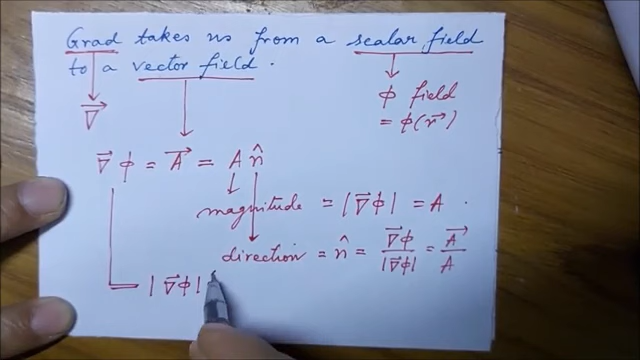 Grad takes us from a scalar field
to a vector field.
∇⃗
φ field
= φ(r⃗)
∇⃗φ = A⃗ = A n̂
magnitude = |∇⃗φ| = A .
direction = n̂ = ∇⃗φ / |∇⃗φ| = A⃗ / A
|∇⃗φ|